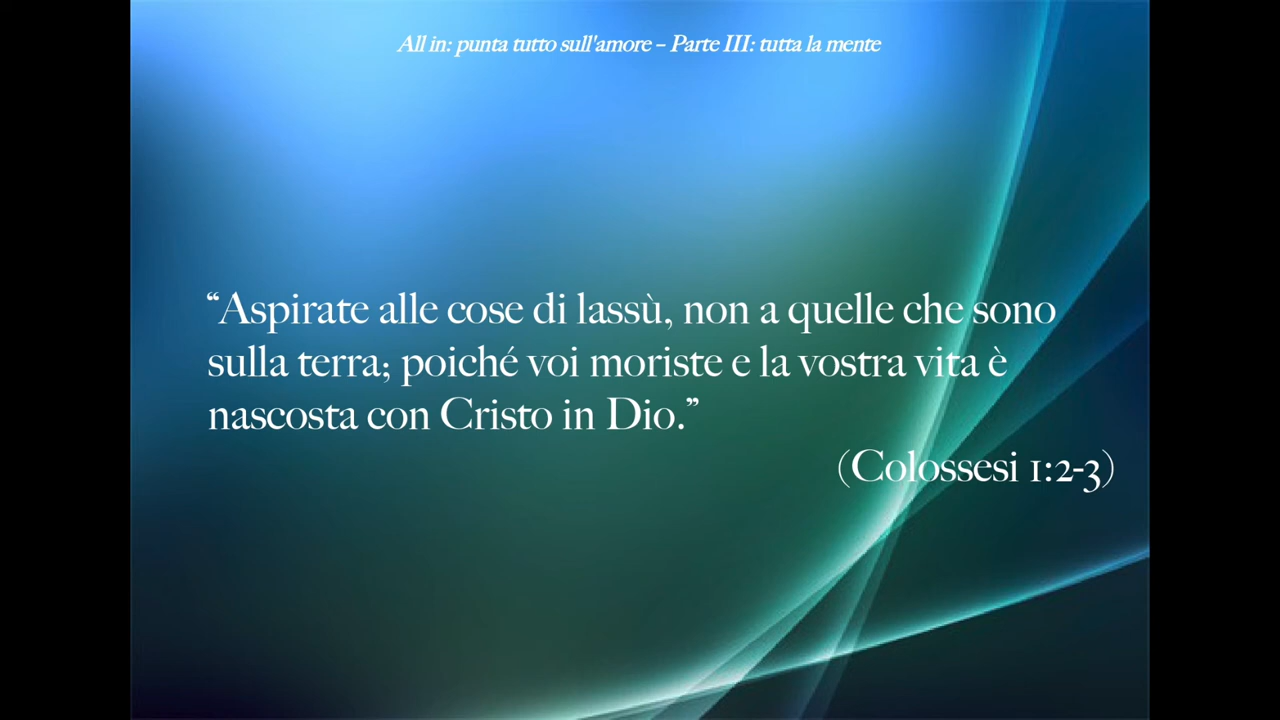 All in: punta tutto sull'amore – Parte III: tutta la mente
“Aspirate alle cose di lassù, non a quelle che sono
sulla terra; poiché voi moriste e la vostra vita è
nascosta con Cristo in Dio.”
(Colossesi 1:2-3)